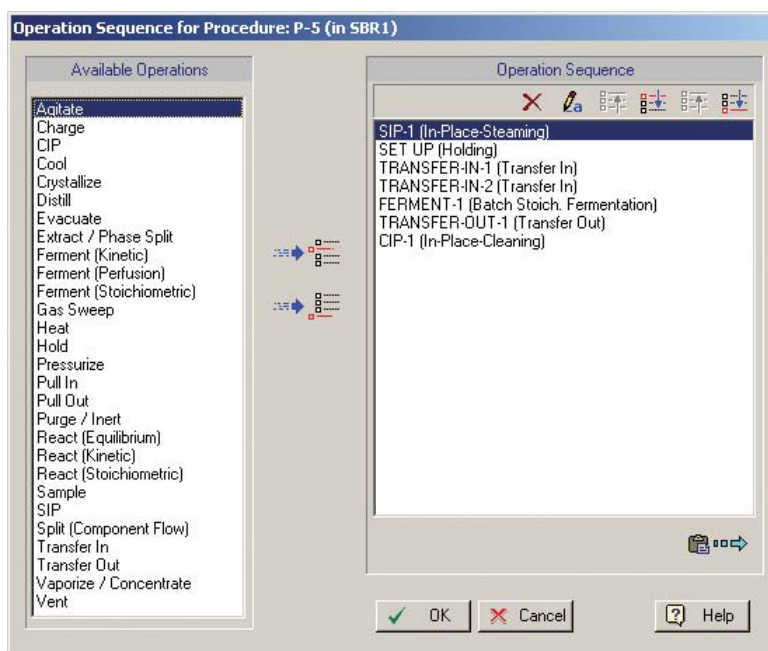 Operation Sequence for Procedure: P-5 (in SBR1)
Available Operations
Agitate
Charge
CIP
Cool
Crystallize
Distill
Evacuate
Extract / Phase Split
Ferment (Kinetic)
Ferment (Perfusion)
Ferment (Stoichiometric)
Gas Sweep
Heat
Hold
Pressurize
Pull In
Pull Out
Purge / Inert
React (Equilibrium)
React (Kinetic)
React (Stoichiometric)
Sample
SIP
Split (Component Flow)
Transfer In
Transfer Out
Vaporize / Concentrate
Vent
Operation Sequence
a
SIP-1 (In-Place-Steaming)
SET UP (Holding)
TRANSFER-IN-1 (Transfer In)
TRANSFER-IN-2 (Transfer In)
FERMENT-1 (Batch Stoich. Fermentation)
TRANSFER-OUT-1 (Transfer Out)
CIP-1 (In-Place-Cleaning)
OK
Cancel
? Help